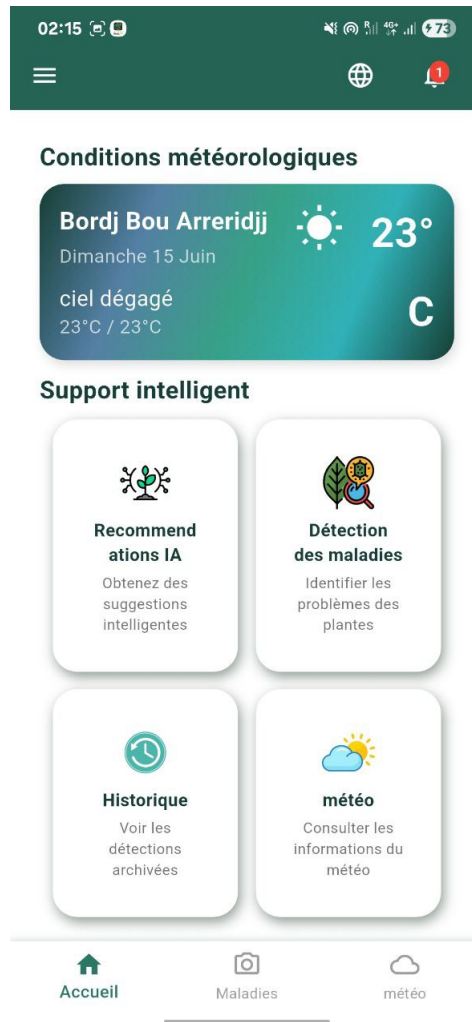 02:15
4G+
73
1
Conditions météorologiques
Bordj Bou Arreridjj
23°
Dimanche 15 Juin
ciel dégagé
C
23°C / 23°C
Support intelligent
Recommend
ations IA
Obtenez des
suggestions
intelligentes
Détection
des maladies
Identifier les
problèmes des
plantes
Historique
Voir les
détections
archivées
météo
Consulter les
informations du
météo
Accueil
Maladies
météo